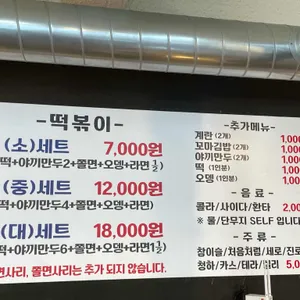 -떡볶이-
(소)세트 7,000원
떡+야끼만두2+쫄면+오뎅+라면½)
(중)세트 12,000원
떡+야끼만두4+쫄면+오뎅+라면)
(대)세트 18,000원
떡+야끼만두6+쫄면+오뎅+라면1½)
면사리, 쫄면사리는 추가 되지 않습니다.
-추가메뉴-
계란 (2개) 1,000
꼬마김밥(2개) 1,000
야끼만두(2개) 1,000
떡 (1인분) 1,000
오뎅 (1인분) 1,000
- 음 료 -
콜라/사이다/환타 2,00
※ 물/단무지 SELF 입니다
- 주 류 -
참이슬/처음처럼/새로/진로
청하/카스/테라/켈리 5,0